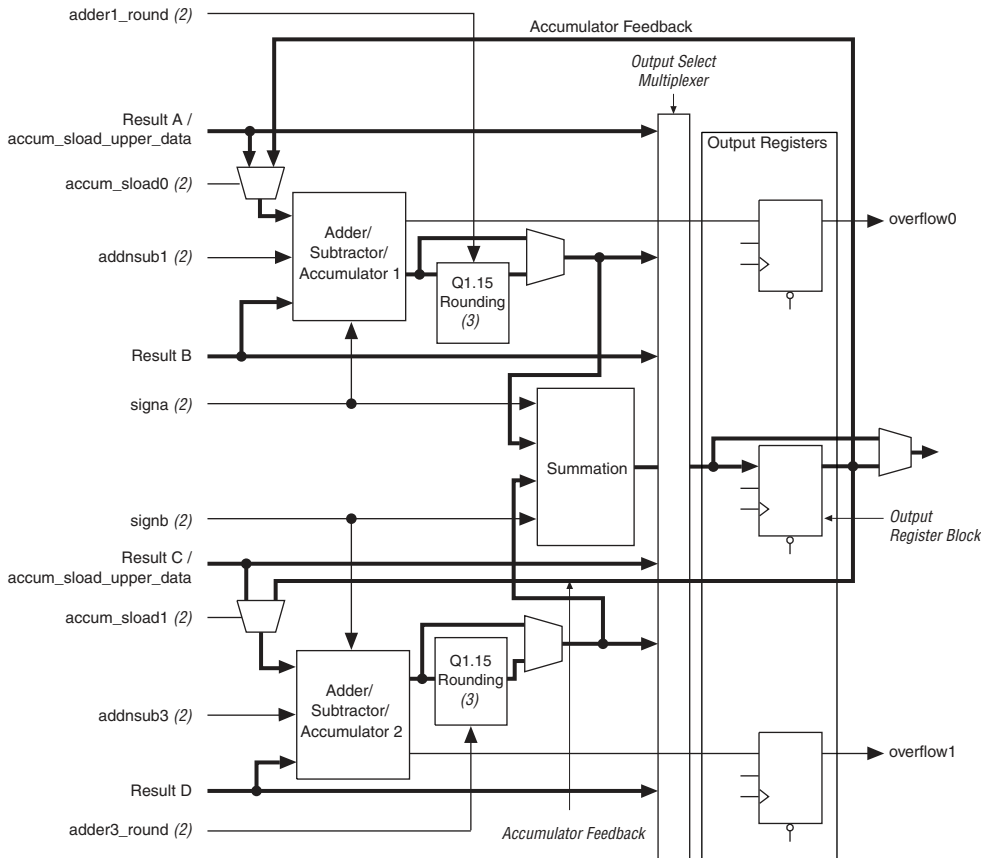 adder1_round (2)
Accumulator Feedback
Output Select
Multiplexer
Result A /
accum_sload_upper_data
Output Registers
accum_sload0 (2)
overflow0
Adder/
Subtractor/
Accumulator 1
addnsub1 (2)
Q1.15
Rounding
(3)
Result B
signa (2)
Summation
signb (2)
Output
Register Block
Result C /
accum_sload_upper_data
accum_sload1 (2)
Q1.15
Rounding
(3)
Adder/
Subtractor/
Accumulator 2
addnsub3 (2)
overflow1
Result D
adder3_round (2)
Accumulator Feedback